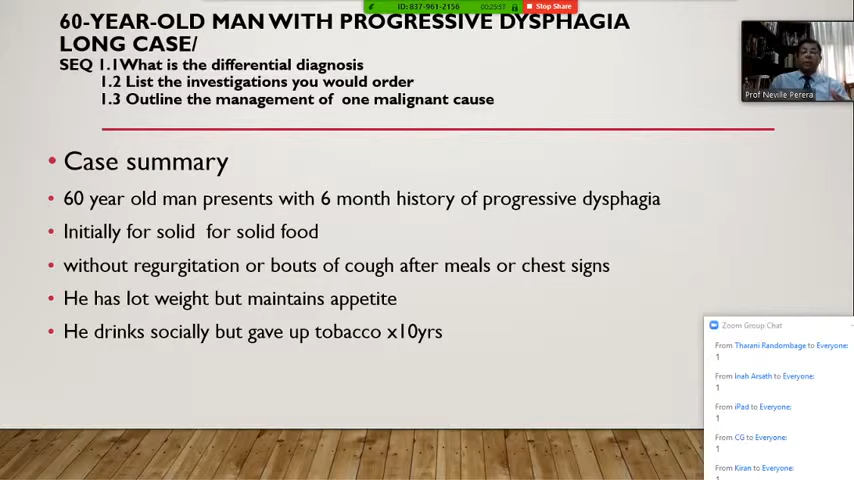 ID: 837-961-2156
00:25:57
Stop Share
60-YEAR-OLD MAN WITH PROGRESSIVE DYSPHAGIA
LONG CASE/
SEQ 1.1What is the differential diagnosis
1.2 List the investigations you would order
1.3 Outline the management of one malignant cause
Prof Neville Perera
• Case summary
• 60 year old man presents with 6 month history of progressive dysphagia
• Initially for solid for solid food
• without regurgitation or bouts of cough after meals or chest signs
• He has lot weight but maintains appetite
• He drinks socially but gave up tobacco x10yrs
Zoom Group Chat
From Tharani Randombage to Everyone:
1
From Inah Arsath to Everyone:
1
From iPad to Everyone:
1
From CG to Everyone:
1
From Kiran to Everyone:
1